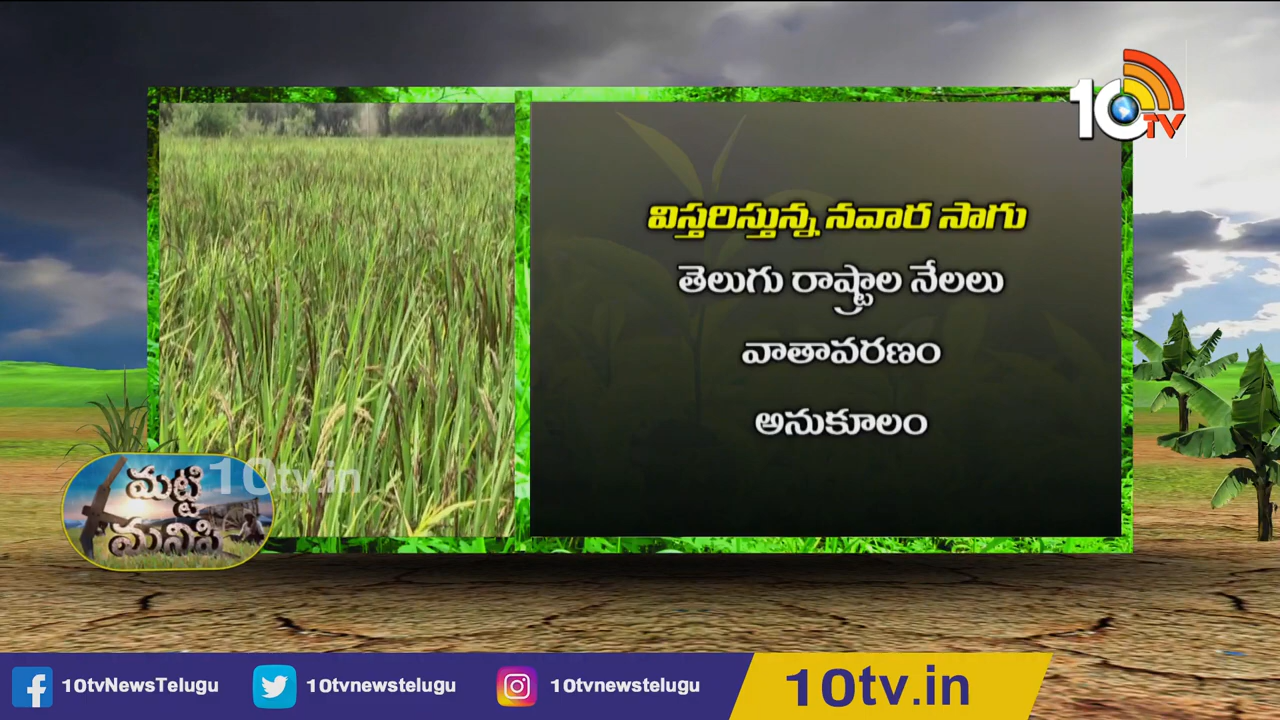 10TV
విస్తరిస్తున్న నవార సాగు
తెలుగు రాష్ట్రాల నేలలు
వాతావరణం
అనుకూలం
10tv.in
మట్టి
మనిషి
10tvNewsTelugu
10tvnewstelugu
10tvnewstelugu
10tv.in